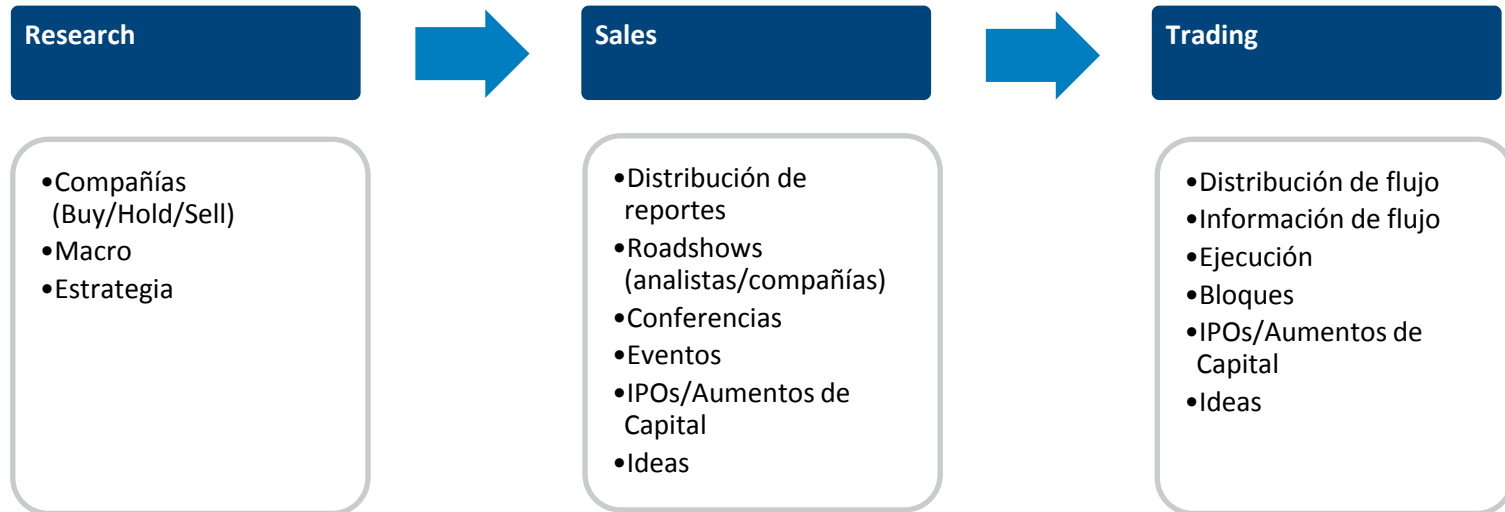 Research
•Compañías
(Buy/Hold/Sell)
•Macro
•Estrategia
Sales
•Distribución de
reportes
•Roadshows
(analistas/compañías)
•Conferencias
•Eventos
•IPOs/Aumentos de
Capital
•Ideas
Trading
•Distribución de flujo
•Información de flujo
•Ejecución
•Bloques
•IPOs/Aumentos de
Capital
•Ideas